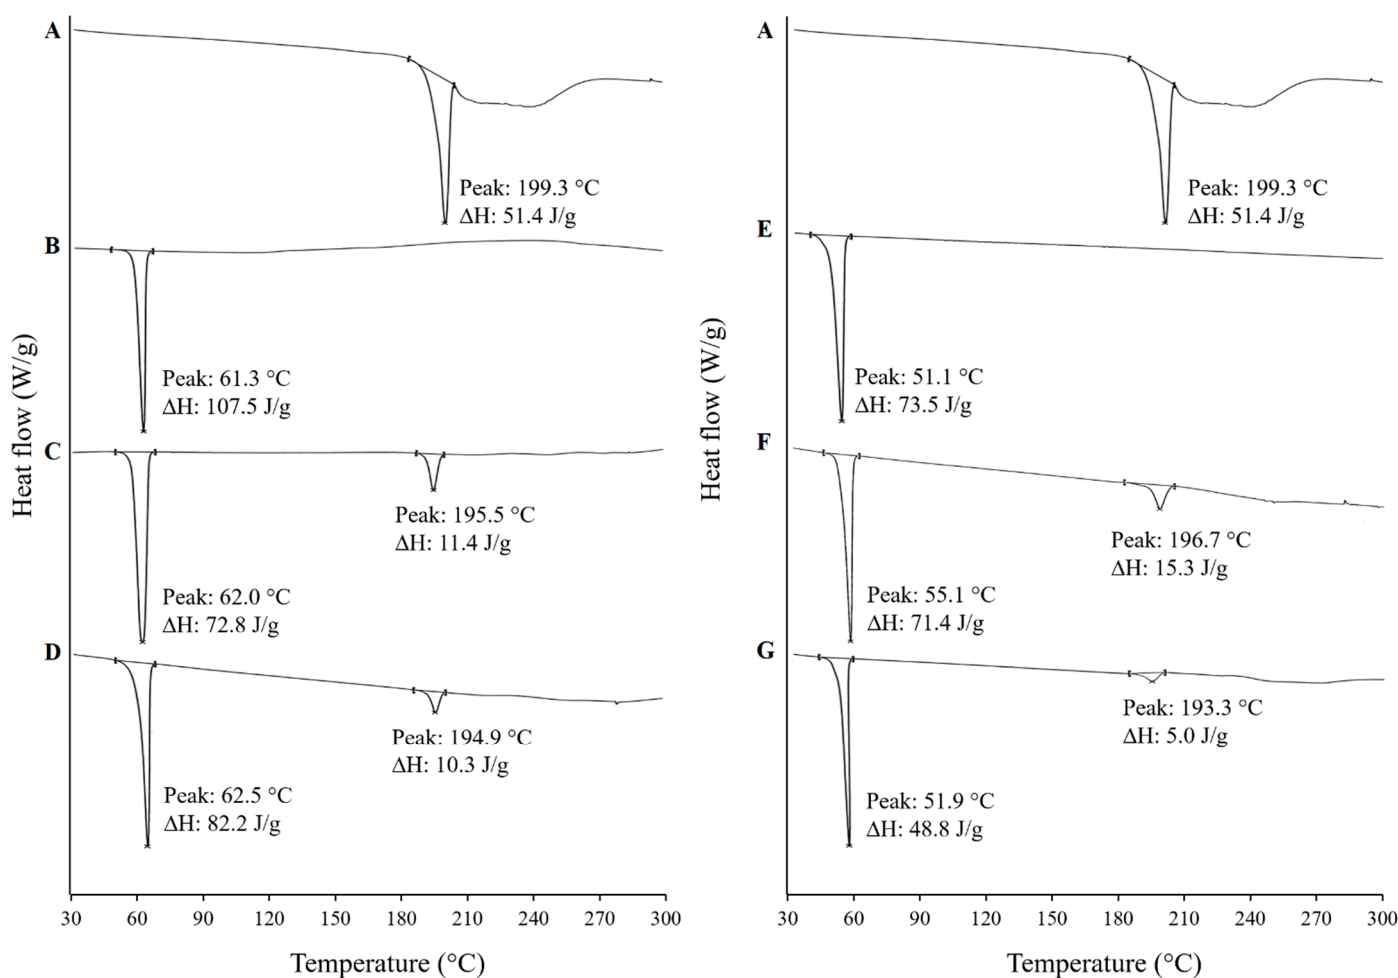 A
Peak: 199.3 °C
ΔH: 51.4 J/g
B
Peak: 61.3 °C
ΔH: 107.5 J/g
C
Peak: 195.5 °C
ΔH: 11.4 J/g
Peak: 62.0 °C
ΔH: 72.8 J/g
D
Peak: 194.9 °C
ΔH: 10.3 J/g
Peak: 62.5 °C
ΔH: 82.2 J/g
Heat flow (W/g)
30 60 90 120 150 180 210 240 270 300
Temperature (°C)
A
Peak: 199.3 °C
ΔH: 51.4 J/g
E
Peak: 51.1 °C
ΔH: 73.5 J/g
F
Peak: 196.7 °C
ΔH: 15.3 J/g
Peak: 55.1 °C
ΔH: 71.4 J/g
G
Peak: 193.3 °C
ΔH: 5.0 J/g
Peak: 51.9 °C
ΔH: 48.8 J/g
Heat flow (W/g)
30 60 90 120 150 180 210 240 270 300
Temperature (°C)